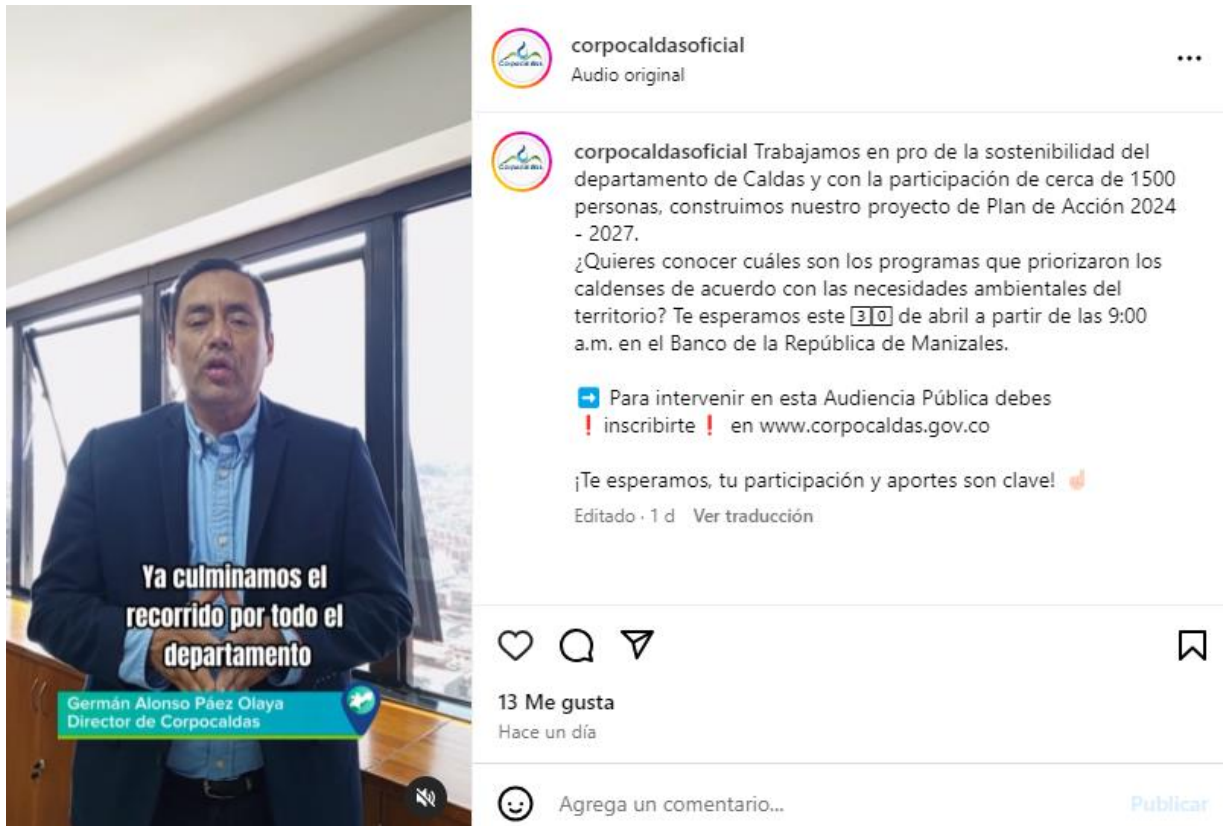 corpocaldasoficial
Audio original
corpocaldasoficial Trabajamos en pro de la sostenibilidad del
departamento de Caldas y con la participación de cerca de 1500
personas, construimos nuestro proyecto de Plan de Acción 2024
- 2027.
¿Quieres conocer cuáles son los programas que priorizaron los
caldenses de acuerdo con las necesidades ambientales del
territorio? Te esperamos este 3️⃣0️⃣ de abril a partir de las 9:00
a.m. en el Banco de la República de Manizales.
➡️ Para intervenir en esta Audiencia Pública debes
❗ inscribirte ❗ en www.corpocaldas.gov.co
¡Te esperamos, tu participación y aportes son clave! ☝🏻
Editado · 1 d Ver traducción
Ya culminamos el
recorrido por todo el
departamento
Germán Alonso Páez Olaya
Director de Corpocaldas
13 Me gusta
Hace un día
Agrega un comentario...
Publicar
Corpocaldas
Corpocaldas